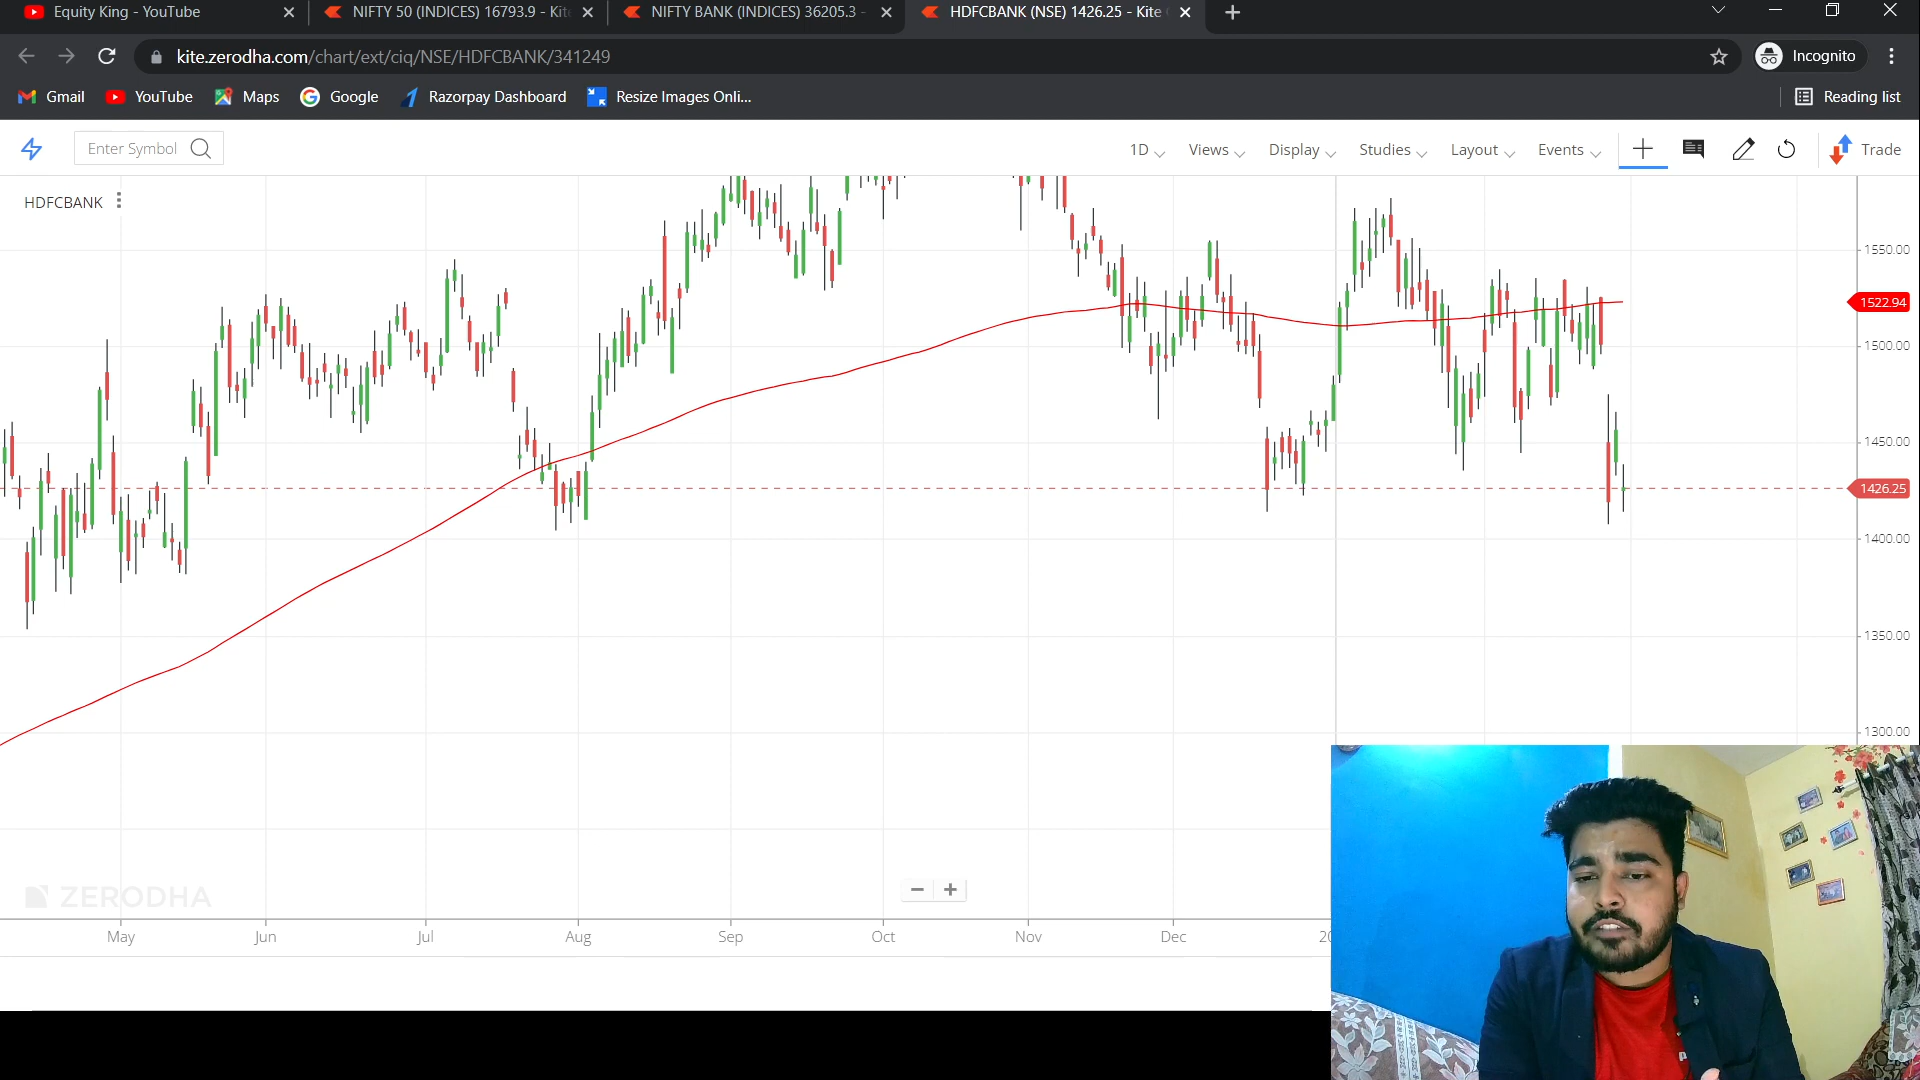 Equity King - YouTube
NIFTY 50 (INDICES) 16793.9 - Kit
NIFTY BANK (INDICES) 36205.3 -
HDFCBANK (NSE) 1426.25 - Kite
kite.zerodha.com/chart/ext/ciq/NSE/HDFCBANK/341249
Incognito
Gmail
YouTube
Maps
Google
Razorpay Dashboard
Resize Images Onli...
Reading list
Enter Symbol
1D
Views
Display
Studies
Layout
Events
Trade
HDFCBANK
1550.00
1522.94
1500.00
1450.00
1426.25
1400.00
1350.00
1300.00
ZERODHA
May
Jun
Jul
Aug
Sep
Oct
Nov
Dec